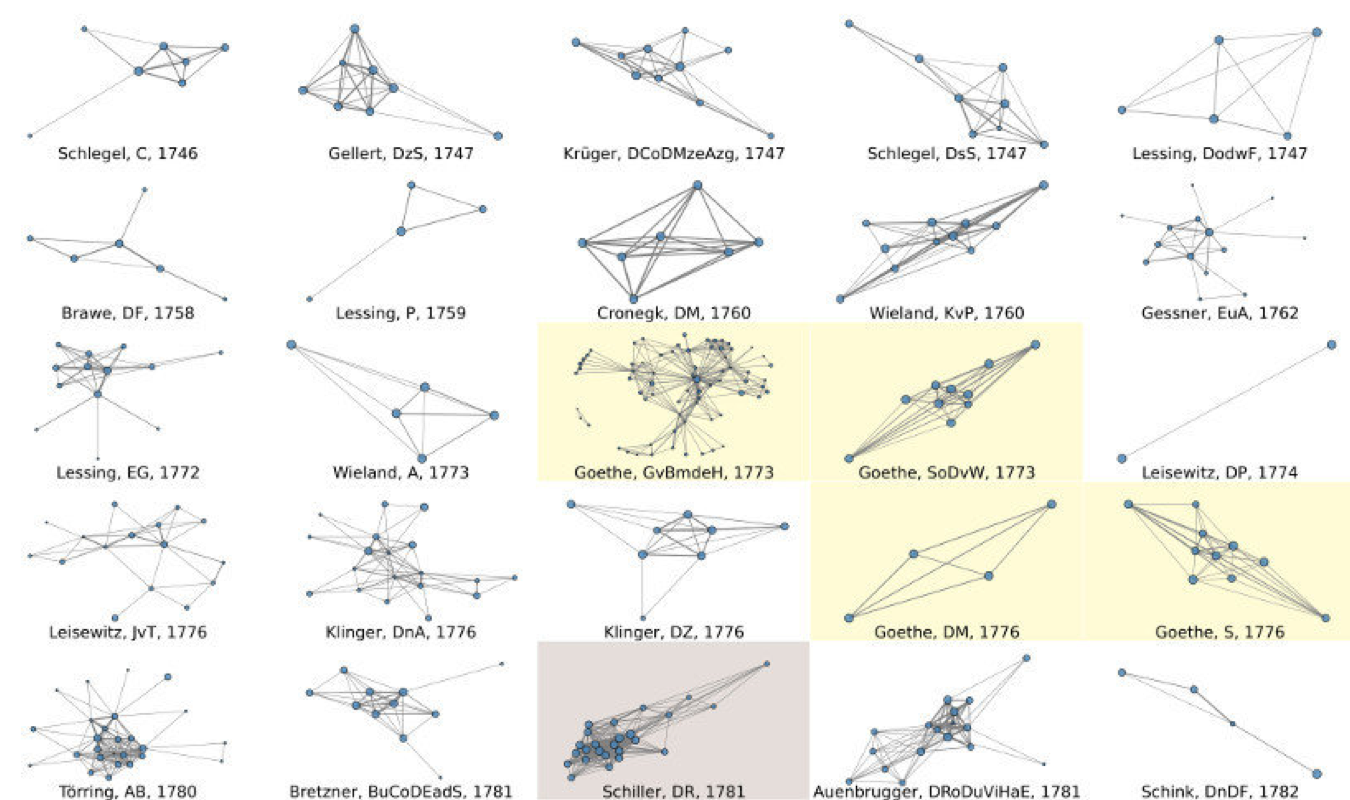 Schlegel, C, 1746
Gellert, DzS, 1747
Krüger, DCoDMzeAzg, 1747
Schlegel, DsS, 1747
Lessing, DodwF, 1747
Brawe, DF, 1758
Lessing, P, 1759
Cronegk, DM, 1760
Wieland, KvP, 1760
Gessner, EuA, 1762
Lessing, EG, 1772
Wieland, A, 1773
Goethe, GvBmdeH, 1773
Goethe, SoDvW, 1773
Leisewitz, DP, 1774
Leisewitz, JvT, 1776
Klinger, DnA, 1776
Klinger, DZ, 1776
Goethe, DM, 1776
Goethe, S, 1776
Törring, AB, 1780
Bretzner, BuCoDEadS, 1781
Schiller, DR, 1781
Auenbrugger, DRoDuViHaE, 1781
Schink, DnDF, 1782